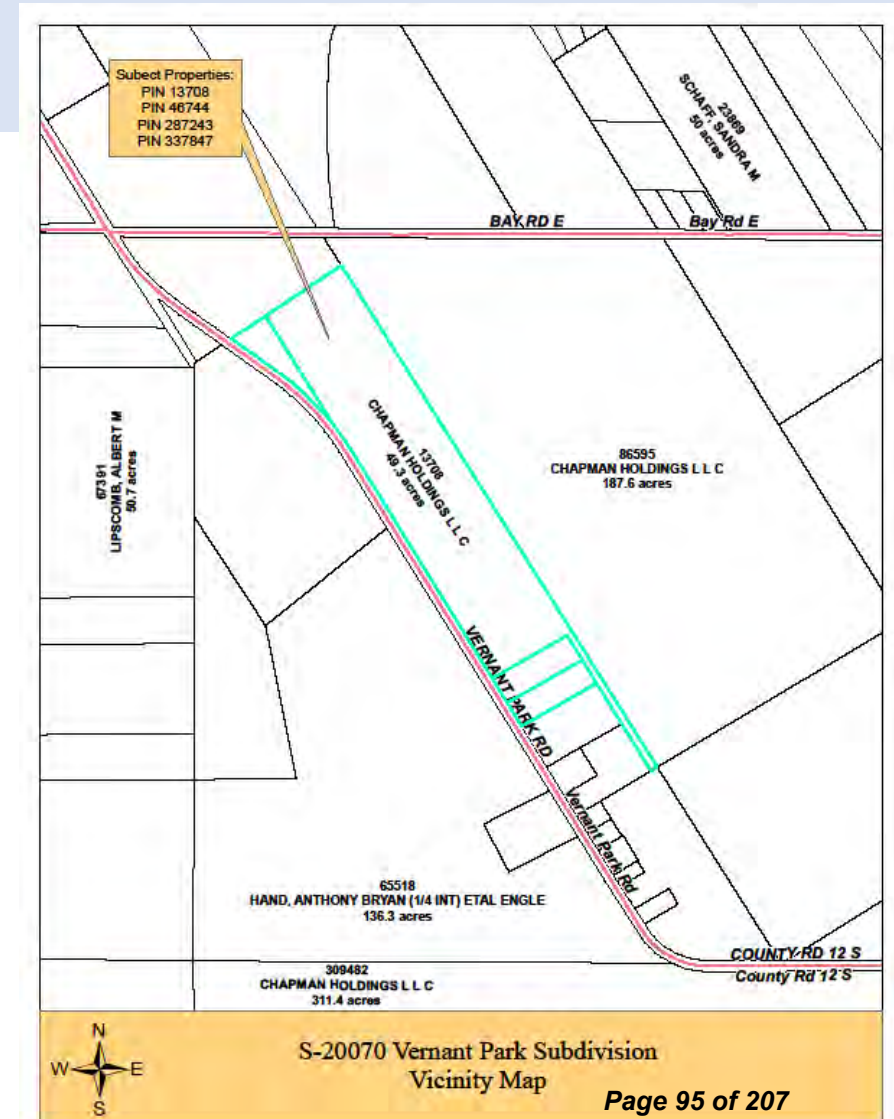 Subect Properties:
PIN 13708
PIN 46744
PIN 287243
PIN 337847
23869
SCHAFF, SANDRA M
50 acres
BAY RD E
Bay Rd E
67391
LIPSCOMB, ALBERT M
50.7 acres
13708
CHAPMAN HOLDINGS L L C
49.3 acres
86595
CHAPMAN HOLDINGS L L C
187.6 acres
VERNANT PARK RD
Vernant Park Rd
65518
HAND, ANTHONY BRYAN (1/4 INT) ETAL ENGLE
136.3 acres
COUNTY RD 12 S
County Rd 12 S
309482
CHAPMAN HOLDINGS L L C
311.4 acres
N
W E
S
S-20070 Vernant Park Subdivision
Vicinity Map
Page 95 of 207